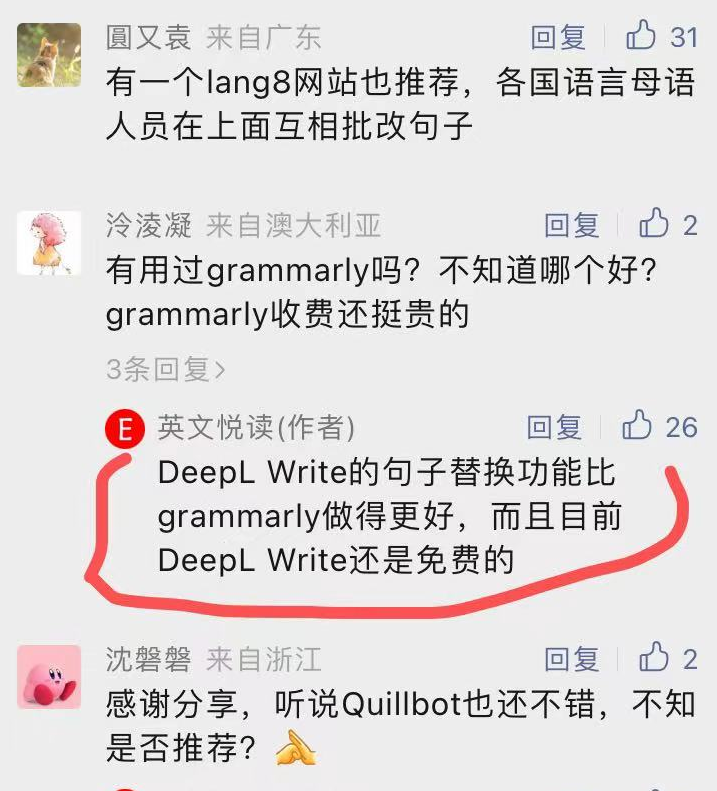 圓又袁 来自广东 回复 31
有一个lang8网站也推荐，各国语言母语
人员在上面互相批改句子
泠淩凝 来自澳大利亚 回复 2
有用过grammarly吗？不知道哪个好？
grammarly收费还挺贵的
3条回复>
E 英文悦读(作者) 回复 26
DeepL Write的句子替换功能比
grammarly做得更好，而且目前
DeepL Write还是免费的
沈磐磐 来自浙江 回复 2
感谢分享，听说Quillbot也还不错，不知
是否推荐？